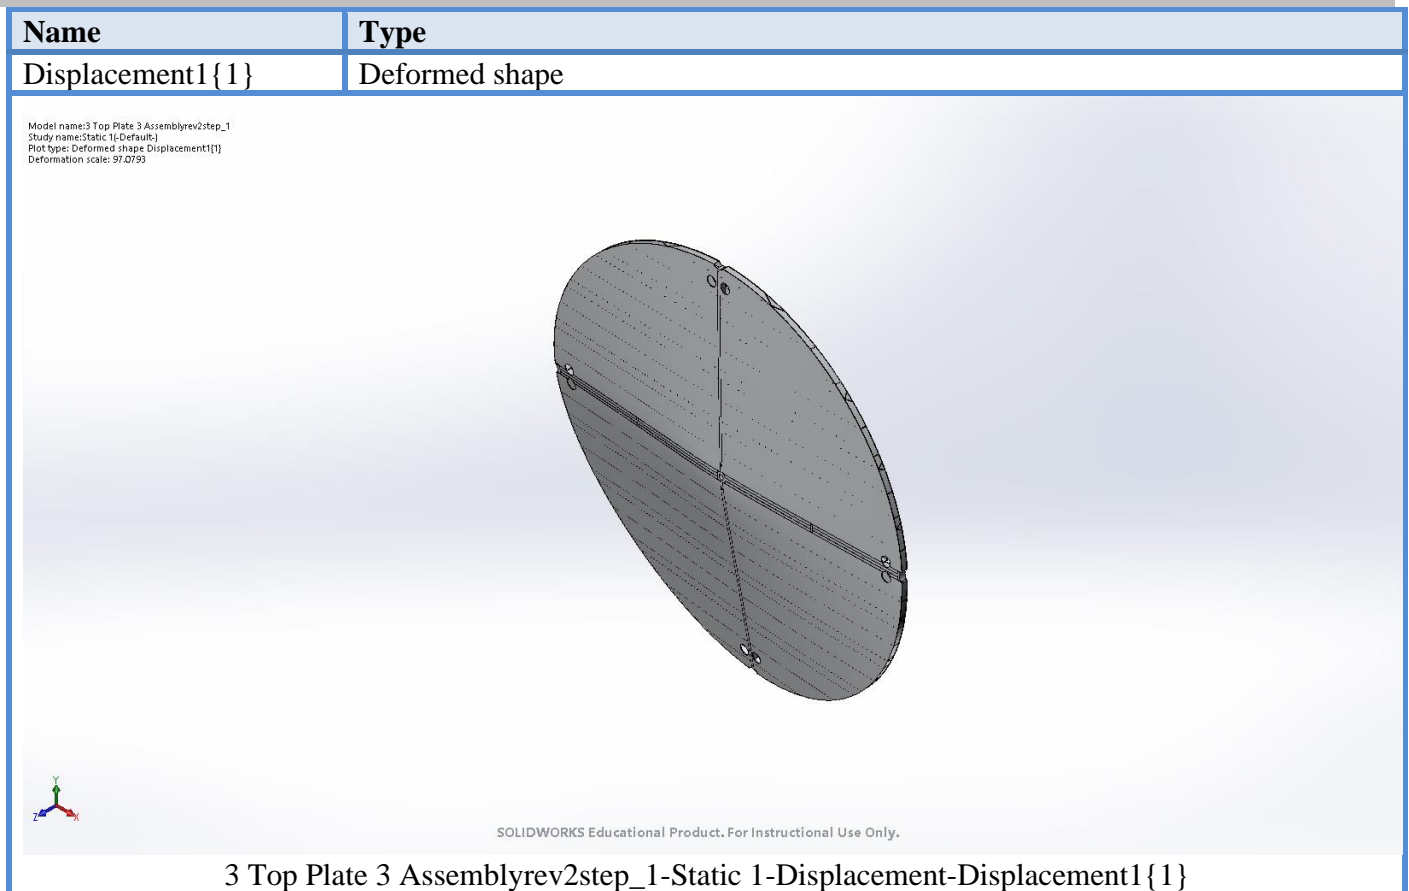 Name Type
Displacement1{1} Deformed shape
Model name:3 Top Plate 3 Assemblyrev2step_1
Study name:Static 1(-Default-)
Plot type: Deformed shape Displacement1{1}
Deformation scale: 97.0793
Y
Z X
SOLIDWORKS Educational Product. For Instructional Use Only.
3 Top Plate 3 Assemblyrev2step_1-Static 1-Displacement-Displacement1{1}